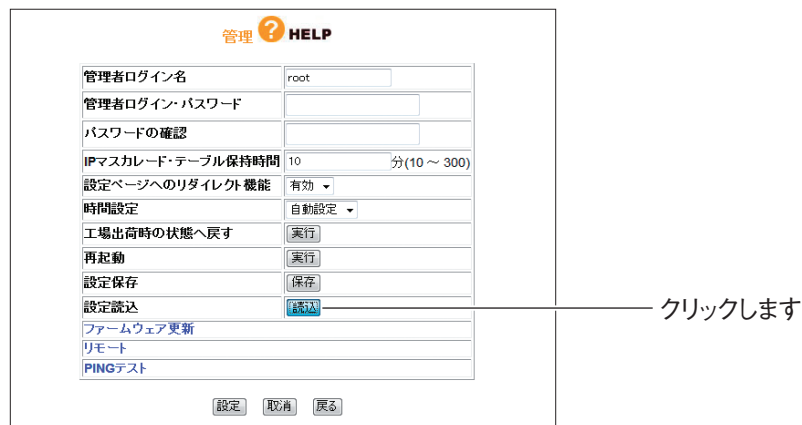 管理 ? HELP
管理者ログイン名 root
管理者ログイン・パスワード
パスワードの確認
IPマスカレード・テーブル保持時間 10 分(10 ～ 300)
設定ページへのリダイレクト機能 有効
時間設定 自動設定
工場出荷時の状態へ戻す 実行
再起動 実行
設定保存 保存
設定読込 読込 クリックします
ファームウェア更新
リモート
PINGテスト
設定 取消 戻る